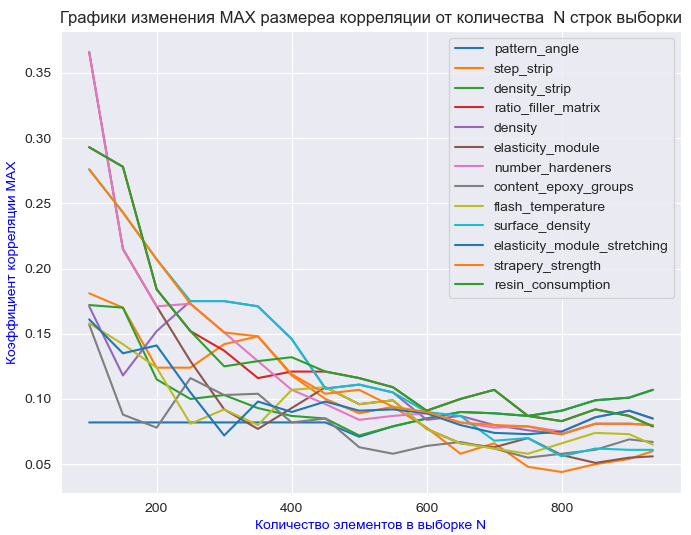 Графики изменения MAX размереа корреляции от количества  N строк выборки
pattern_angle
step_strip
density_strip
ratio_filler_matrix
density
elasticity_module
number_hardeners
content_epoxy_groups
flash_temperature
surface_density
elasticity_module_stretching
strapery_strength
resin_consumption
Коэффициент корреляции MAX
0.35
0.30
0.25
0.20
0.15
0.10
0.05
200 400 600 800
Количество элементов в выборке N